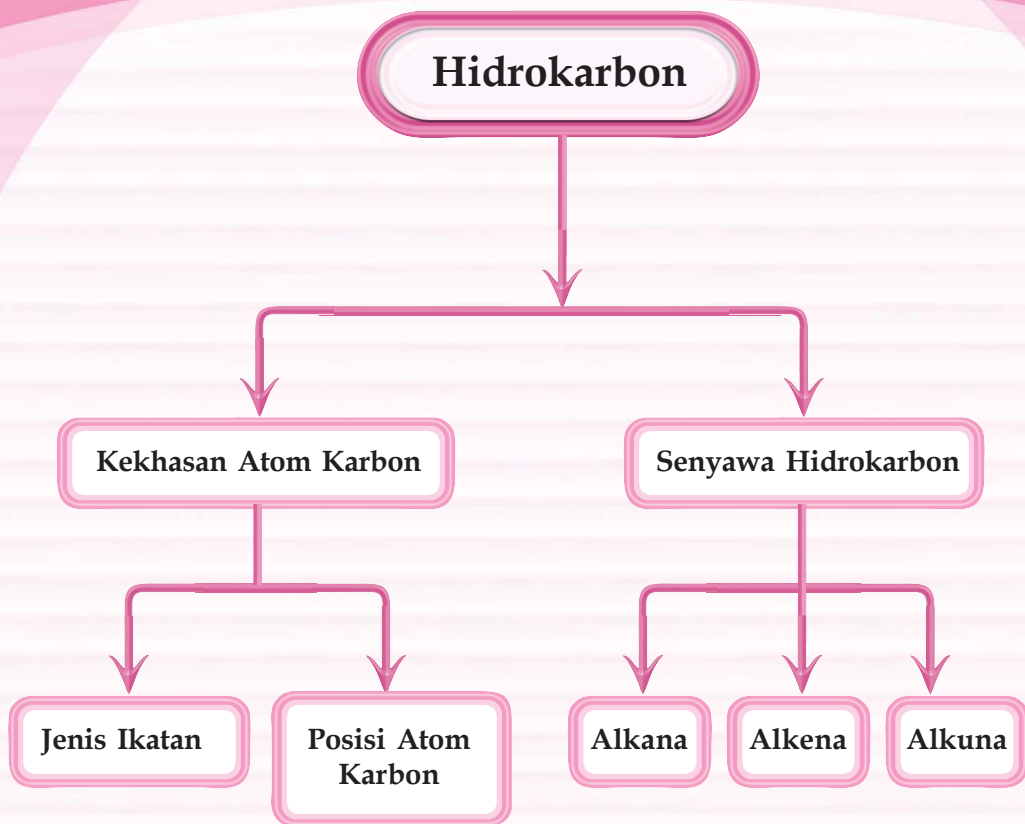 Hidrokarbon
Kekhasan Atom Karbon
Senyawa Hidrokarbon
Jenis Ikatan
Posisi Atom
Karbon
Alkana
Alkena
Alkuna